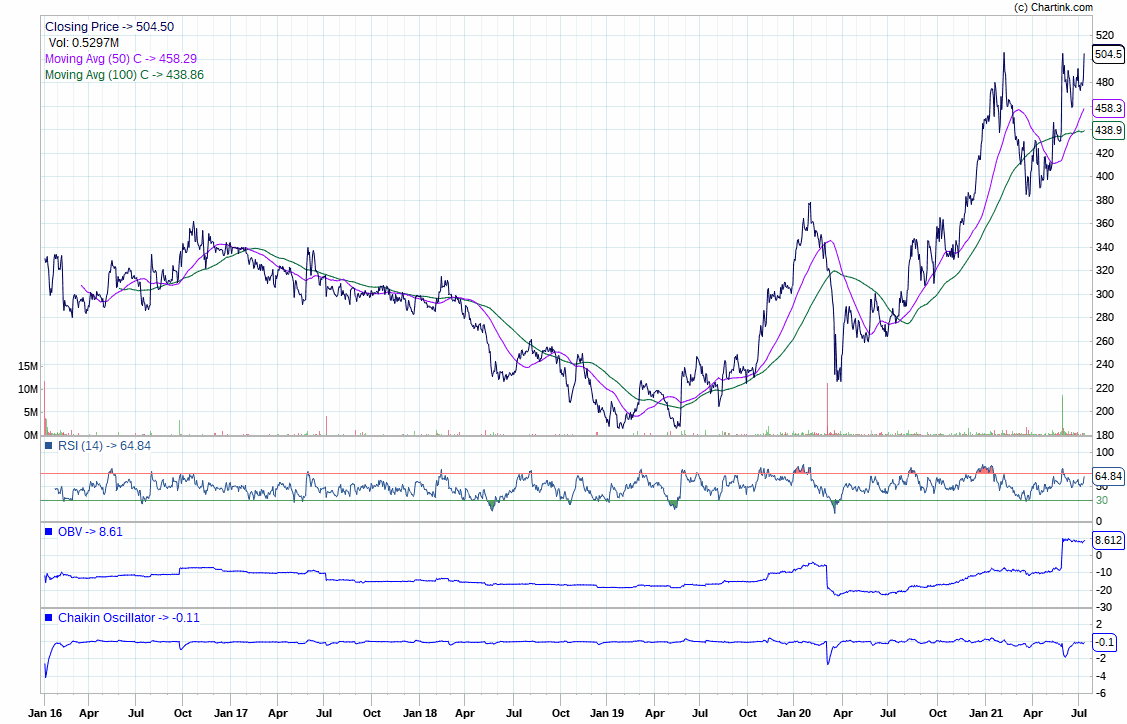 (c) Chartink.com
Closing Price -> 504.50
Vol: 0.5297M
Moving Avg (50) C -> 458.29
Moving Avg (100) C -> 438.86
520
504.5
480
458.3
438.9
420
400
380
360
340
320
300
280
260
240
220
200
180
15M
10M
5M
0M
RSI (14) -> 64.84
100
64.84
50
30
0
OBV -> 8.61
8.612
0
-10
-20
-30
Chaikin Oscillator -> -0.11
2
-0.1
-2
-4
-6
Jan 16 Apr Jul Oct Jan 17 Apr Jul Oct Jan 18 Apr Jul Oct Jan 19 Apr Jul Oct Jan 20 Apr Jul Oct Jan 21 Apr Jul